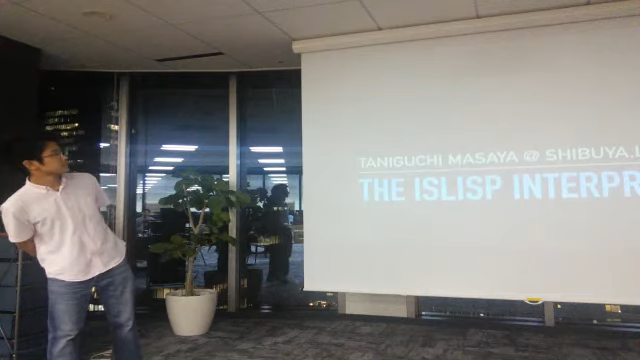 TANIGUCHI MASAYA @ SHIBUYA.L
THE ISLISP INTERPR